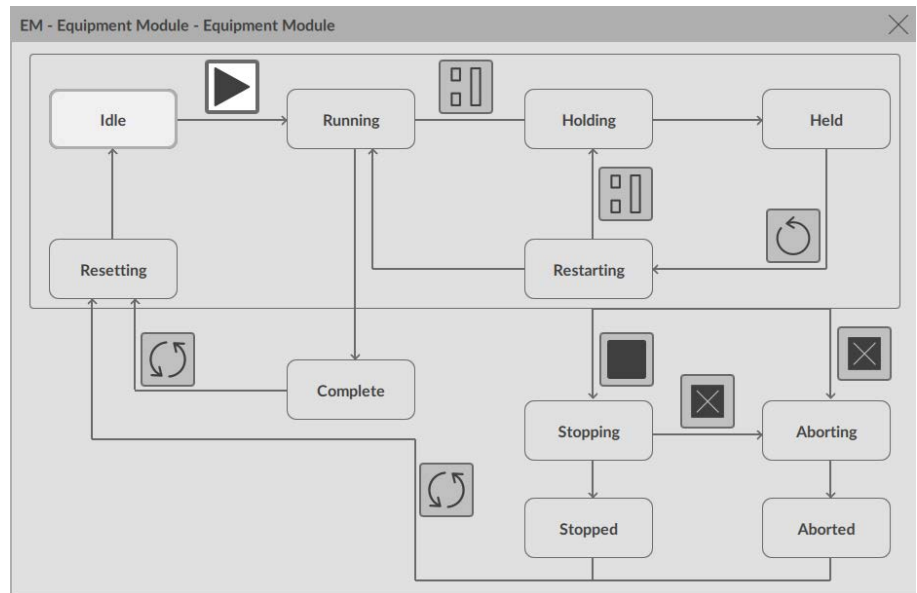 EM - Equipment Module - Equipment Module
Idle
Running
Holding
Held
Resetting
Restarting
Complete
Stopping
Aborting
Stopped
Aborted